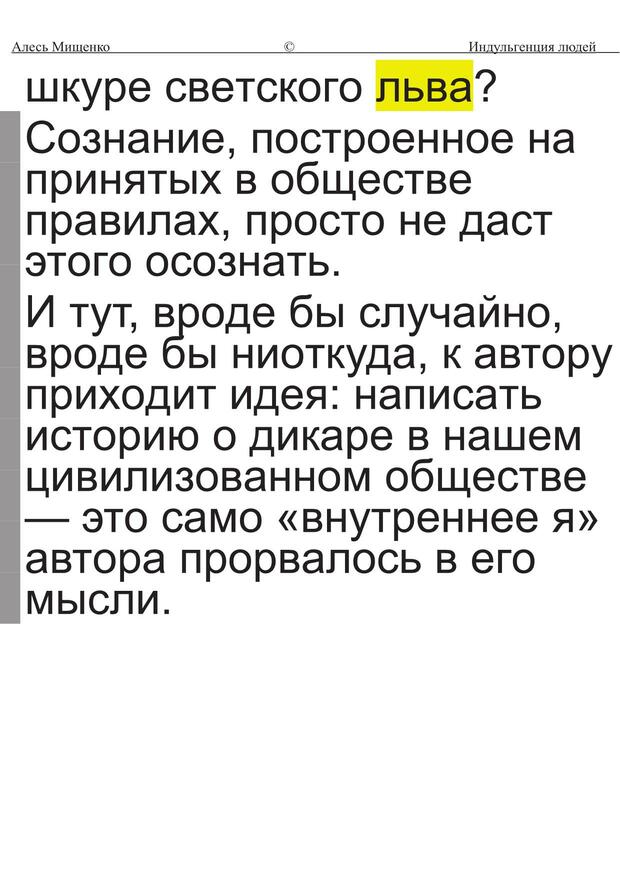 Алесь Мищенко © Индульгенция людей
шкуре светского льва?
Сознание, построенное на
принятых в обществе
правилах, просто не даст
этого осознать.
И тут, вроде бы случайно,
вроде бы ниоткуда, к автору
приходит идея: написать
историю о дикаре в нашем
цивилизованном обществе
— это само «внутреннее я»
автора прорвалось в его
мысли.